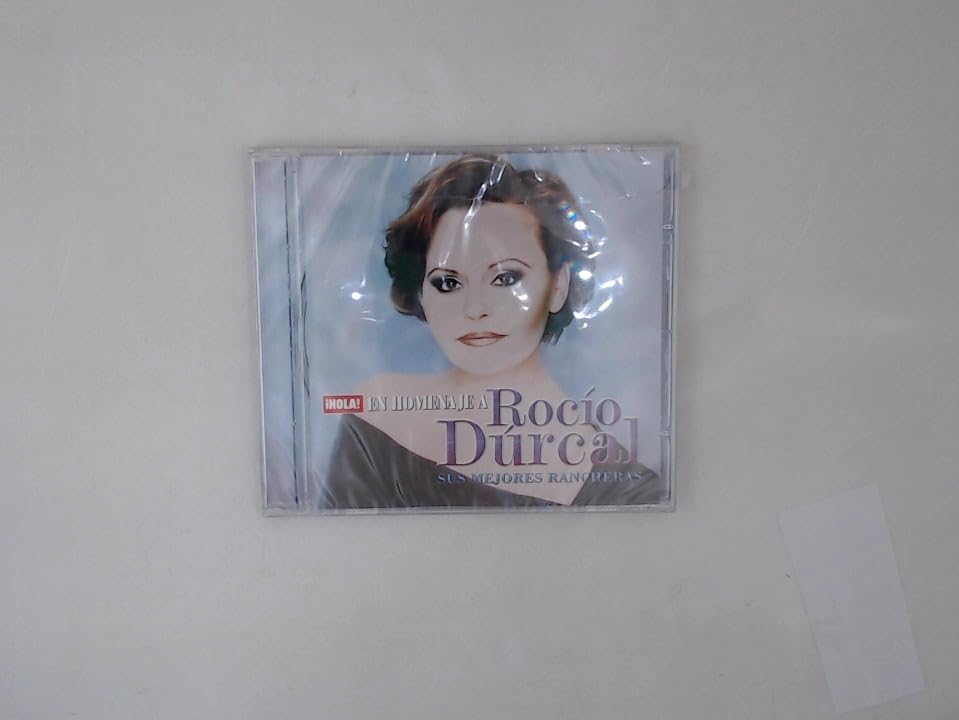 ¡HOLA! EN HOMENAJE A Rocío
Dúrcal
SUS MEJORES RANCHERAS